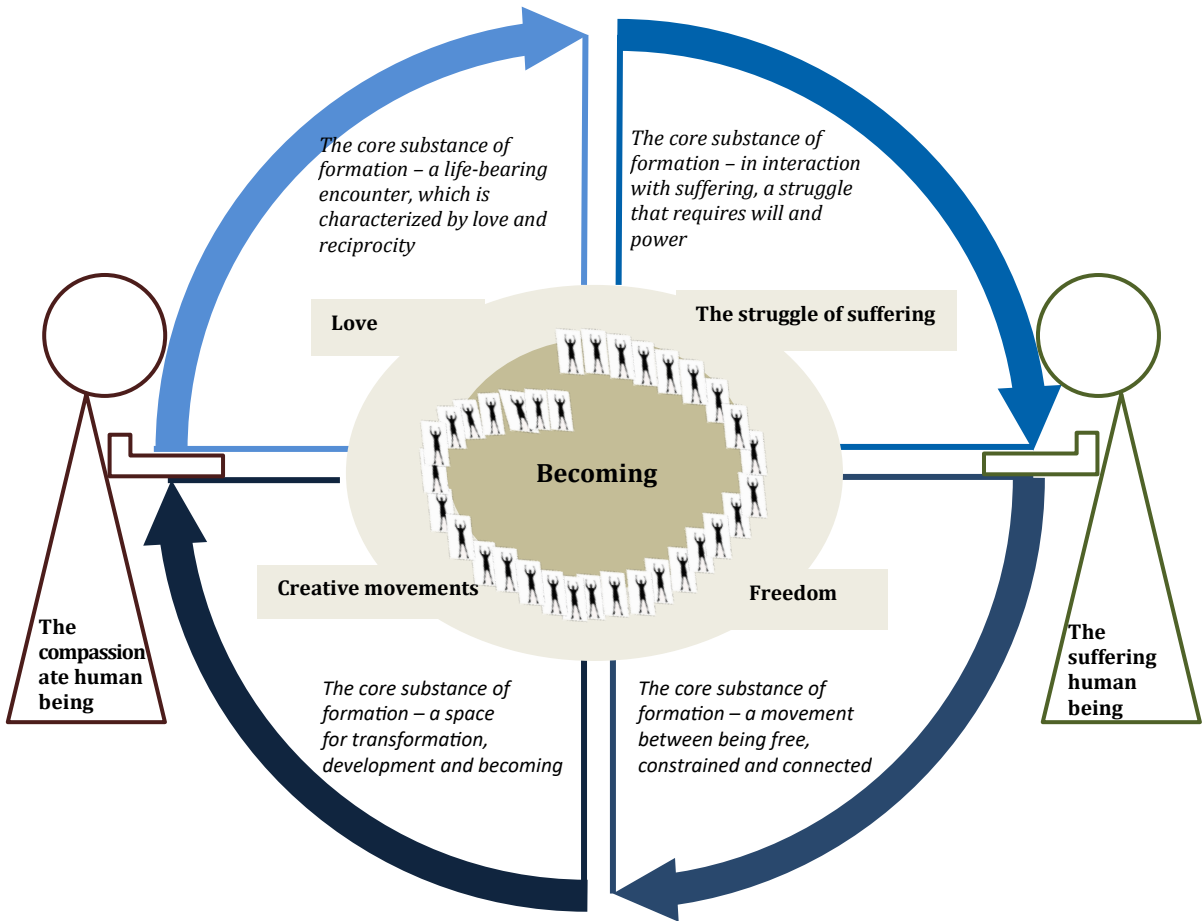 The core substance of
formation – a life-bearing
encounter, which is
characterized by love and
reciprocity
The core substance of
formation – in interaction
with suffering, a struggle
that requires will and
power
Love
The struggle of suffering
Becoming
Creative movements
Freedom
The
compassion
ate human
being
The
suffering
human
being
The core substance of
formation – a space
for transformation,
development and becoming
The core substance of
formation – a movement
between being free,
constrained and connected